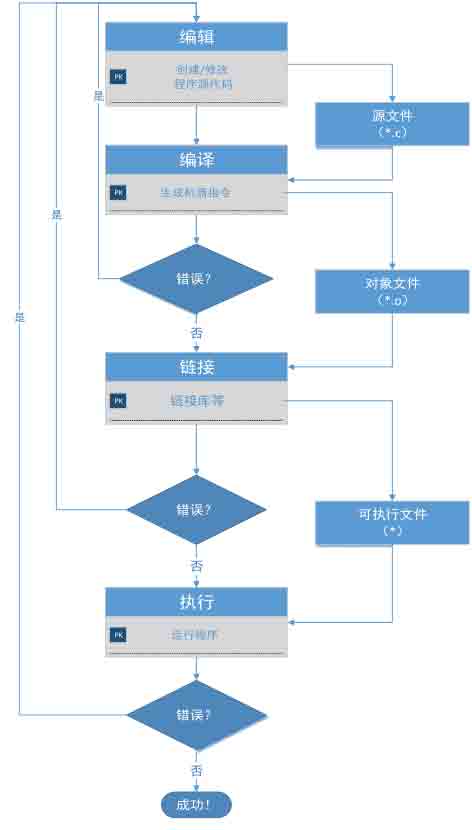 编辑
PK
创建/修改
程序源代码
是
源文件
(*.c)
编译
PK
生成机器指令
是
错误?
对象文件
(*.o)
是
否
链接
PK
链接库等
错误?
可执行文件
(*)
否
执行
PK
运行程序
错误?
否
成功!